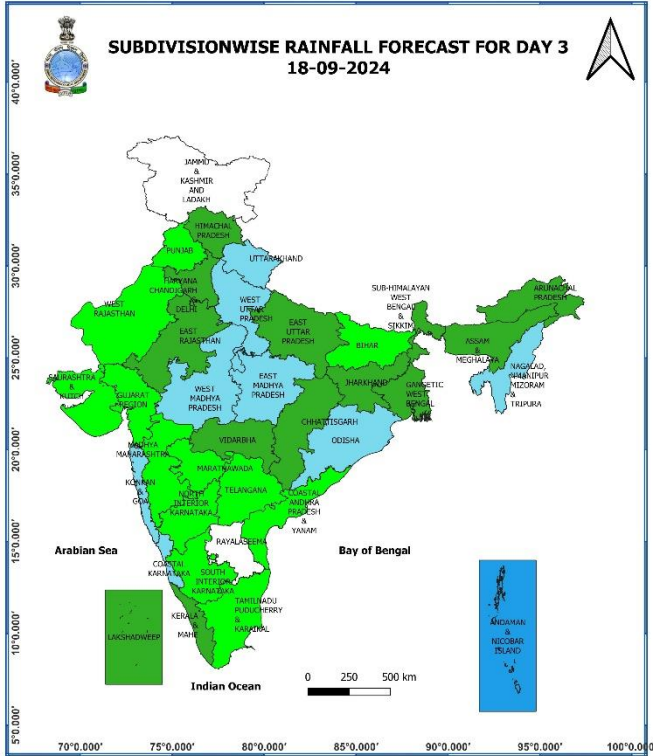 SUBDIVISIONWISE RAINFALL FORECAST FOR DAY 3
18-09-2024
40°0.000'
35°0.000'
30°0.000'
25°0.000'
20°0.000'
15°0.000'
10°0.000'
5°0.000'
JAMMU
&
KASHMIR
AND
LADAKH
HIMACHAL
PRADESH
PUNJAB
UTTARAKHAND
HARYANA
CHANDIGARH
&
DELHI
WEST
RAJASTHAN
WEST
UTTAR
PRADESH
SUB-HIMALAYAN
WEST
BENGAL
&
SIKKIM
ARUNACHAL
PRADESH
EAST
RAJASTHAN
EAST
UTTAR
PRADESH
BIHAR
ASSAM
&
MEGHALAYA
NAGALAD,
MANIPUR
MIZORAM
&
TRIPURA
SAURASHTRA
&
KUTCH
GUJARAT
REGION
WEST
MADHYA
PRADESH
EAST
MADHYA
PRADESH
JHARKHAND
GANGETIC
WEST
BENGAL
CHHATTISGARH
ODISHA
VIDARBHA
MADHYA
MAHARASHTRA
MARATHAWADA
KONKAN
&
GOA
NORTH
INTERIOR
KARNATAKA
TELANGANA
COASTAL
ANDHRA
PRADESH
&
YANAM
RAYALASEEMA
Arabian Sea
Bay of Bengal
COASTAL
KARNATAKA
SOUTH
INTERIOR
KARNATAKA
TAMILNADU
PUDUCHERRY
&
KARAIKAL
KERALA
&
MAHE
LAKSHADWEEP
ANDAMAN
&
NICOBAR
ISLAND
Indian Ocean
0 250 500 km
70°0.000' 75°0.000' 80°0.000' 85°0.000' 90°0.000' 95°0.000' 100°0.000'